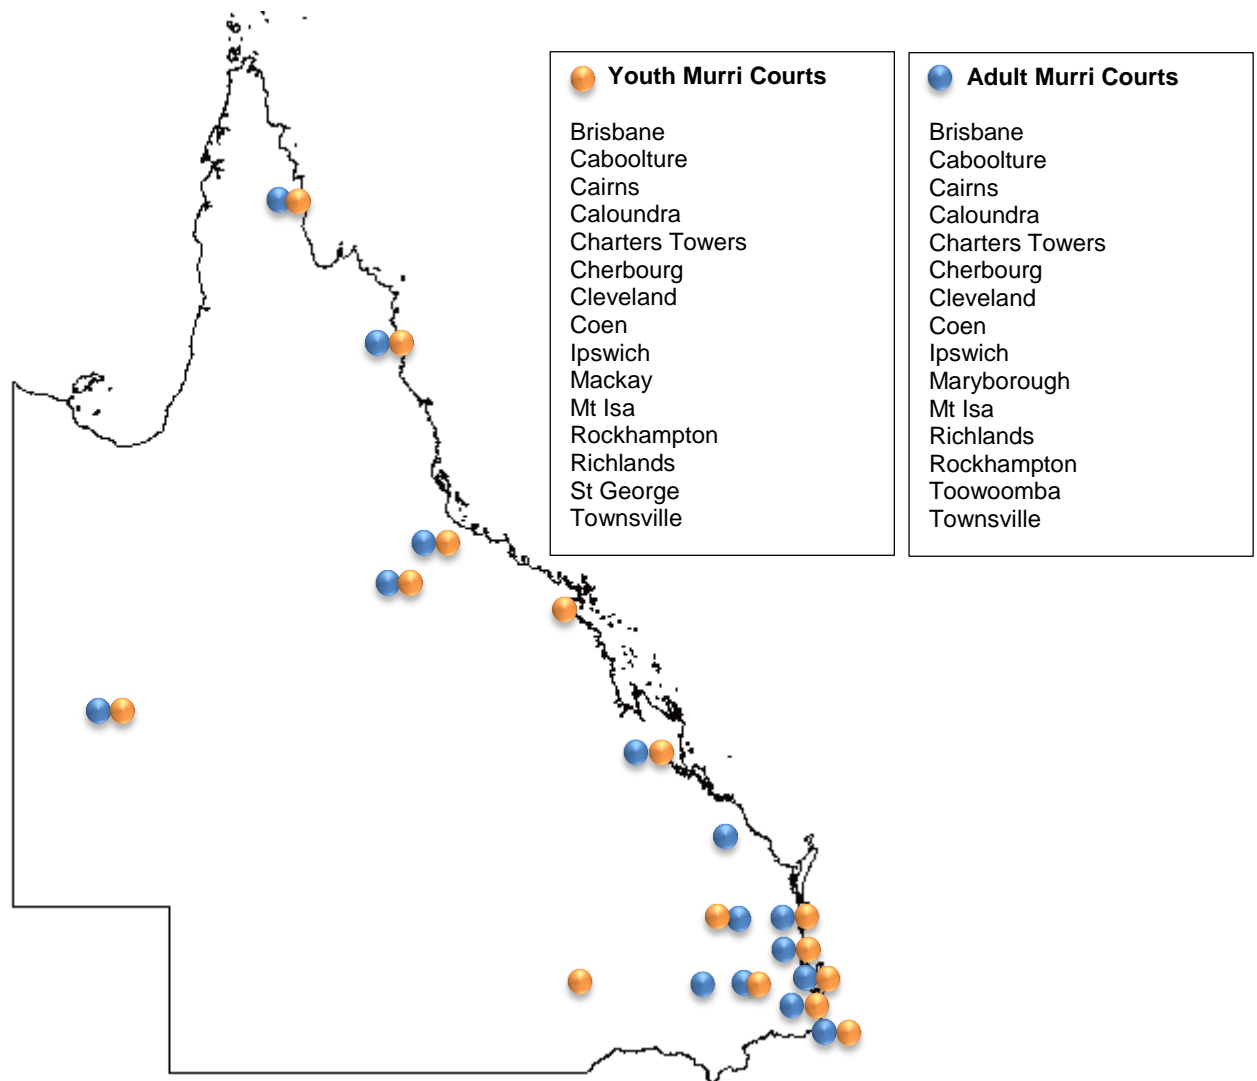 Youth Murri Courts
Brisbane
Caboolture
Cairns
Caloundra
Charters Towers
Cherbourg
Cleveland
Coen
Ipswich
Mackay
Mt Isa
Rockhampton
Richlands
St George
Townsville
Adult Murri Courts
Brisbane
Caboolture
Cairns
Caloundra
Charters Towers
Cherbourg
Cleveland
Coen
Ipswich
Maryborough
Mt Isa
Richlands
Rockhampton
Toowoomba
Townsville